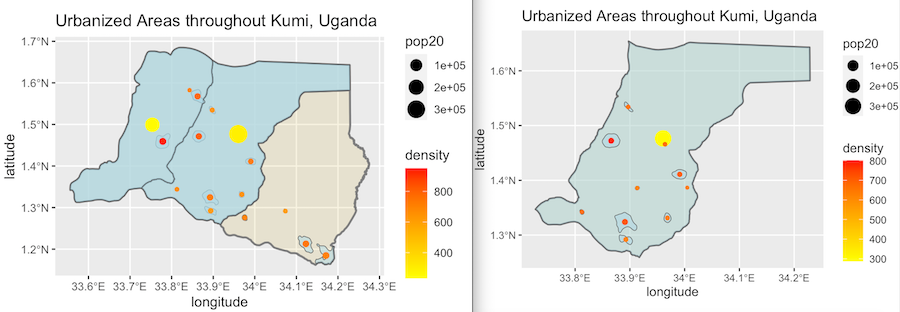 Urbanized Areas throughout Kumi, Uganda
1.7°N
1.6°N
1.5°N
1.4°N
1.3°N
1.2°N
latitude
33.6°E 33.7°E 33.8°E 33.9°E 34°E 34.1°E 34.2°E 34.3°E
longitude
pop20
1e+05
2e+05
3e+05
density
800
600
400
Urbanized Areas throughout Kumi, Uganda
1.6°N
1.5°N
1.4°N
1.3°N
latitude
33.8°E 33.9°E 34°E 34.1°E 34.2°E
longitude
pop20
1e+05
2e+05
3e+05
density
800
700
600
500
400
300